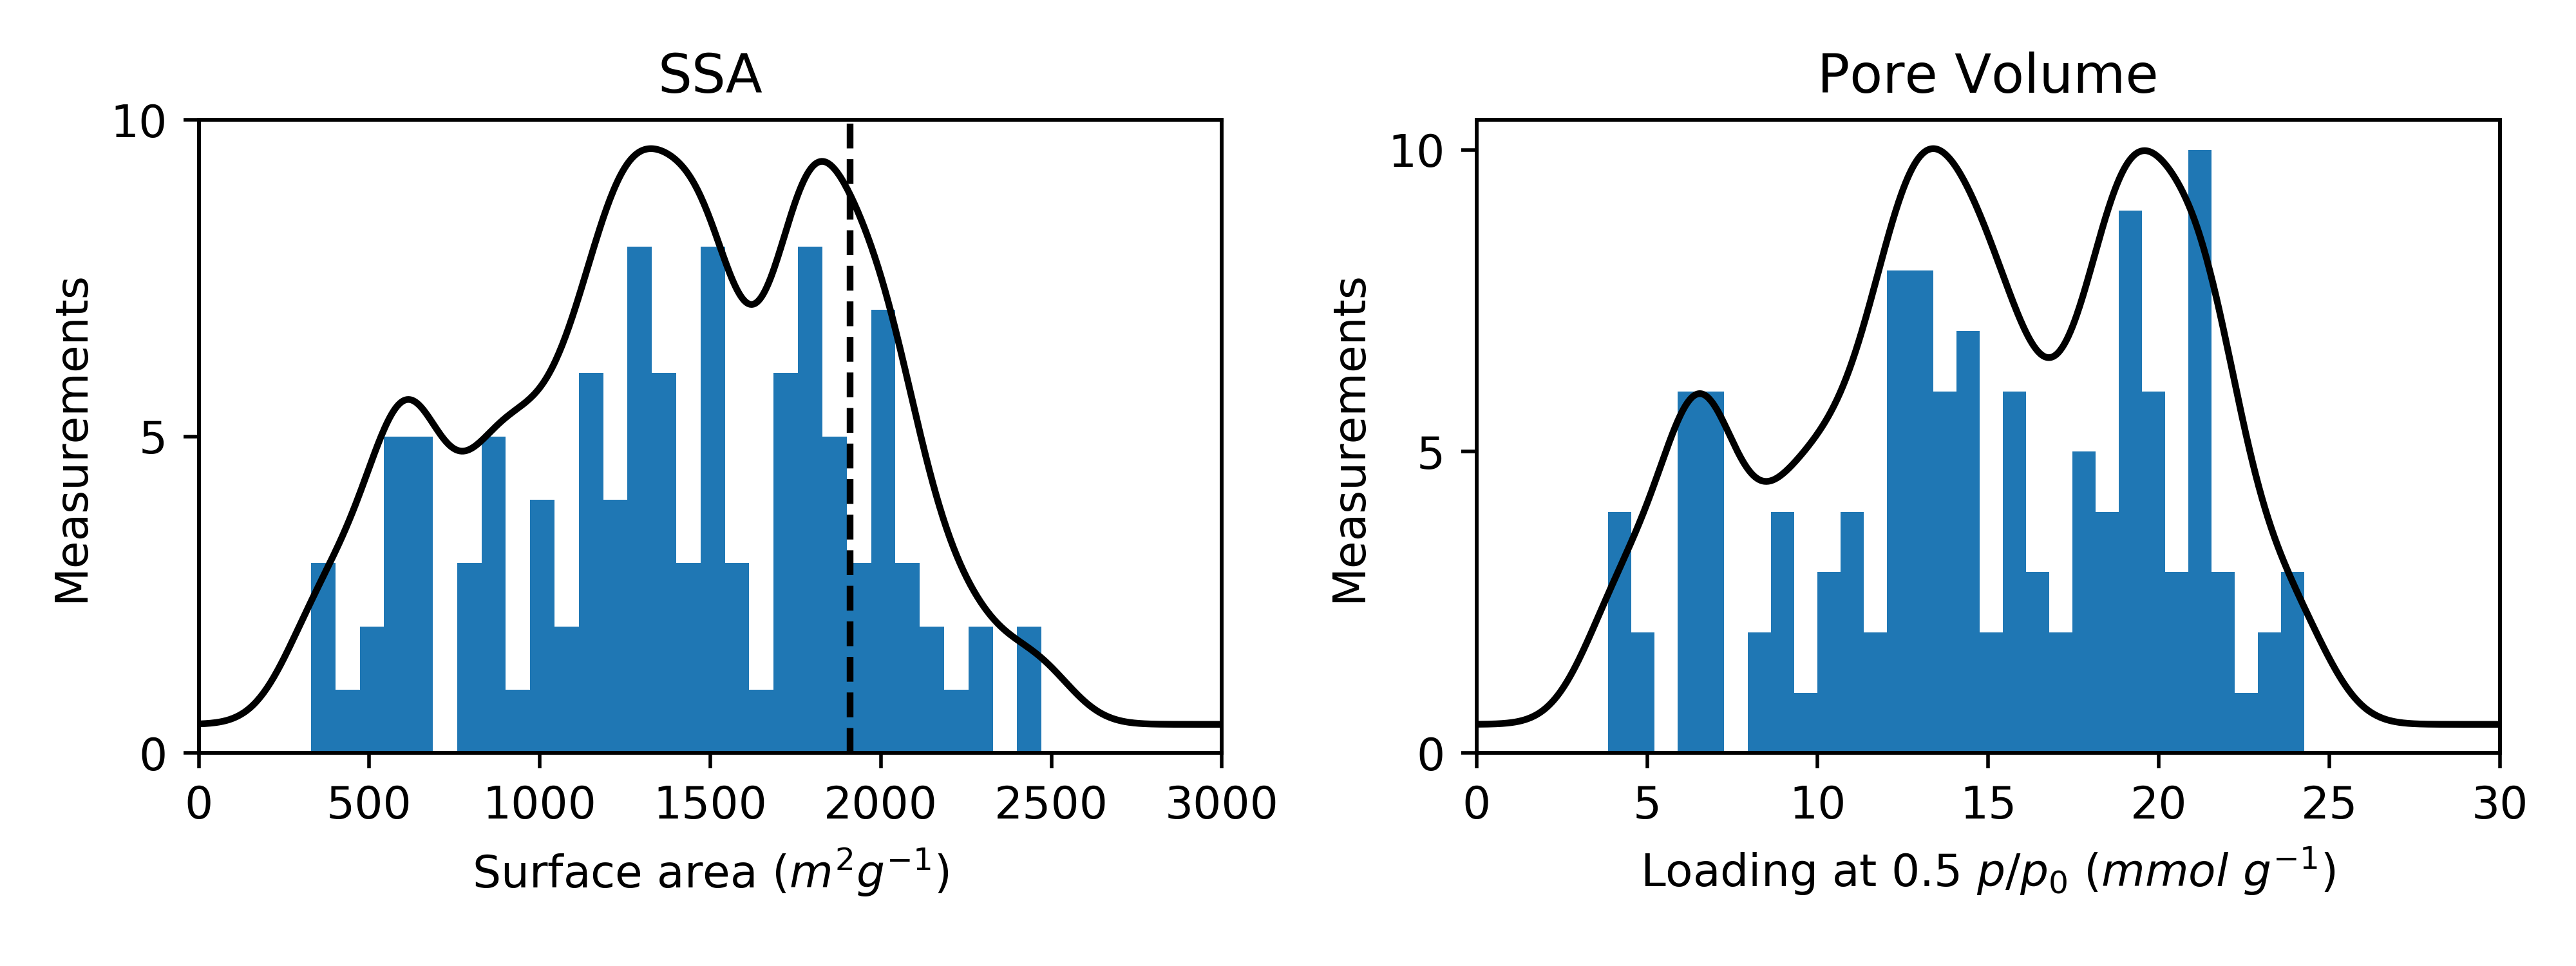 SSA
10
5
0
Measurements
0 500 1000 1500 2000 2500 3000
Surface area (m²g⁻¹)
Pore Volume
10
5
0
Measurements
0 5 10 15 20 25 30
Loading at 0.5 p/p₀ (mmol g⁻¹)